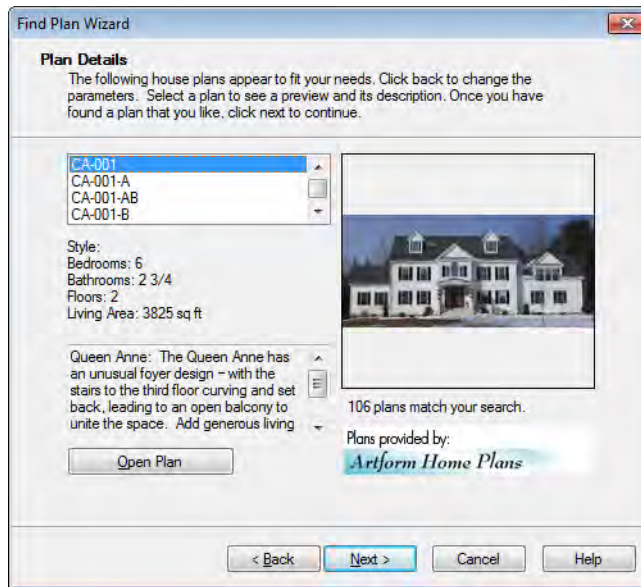 Find Plan Wizard
Plan Details
The following house plans appear to fit your needs. Click back to change the
parameters. Select a plan to see a preview and its description. Once you have
found a plan that you like, click next to continue.
CA-001
CA-001-A
CA-001-AB
CA-001-B
Style:
Bedrooms: 6
Bathrooms: 2 3/4
Floors: 2
Living Area: 3825 sq ft
Queen Anne: The Queen Anne has
an unusual foyer design – with the
stairs to the third floor curving and set
back, leading to an open balcony to
unite the space. Add generous living
Open Plan
106 plans match your search.
Plans provided by:
Artform Home Plans
< Back
Next >
Cancel
Help